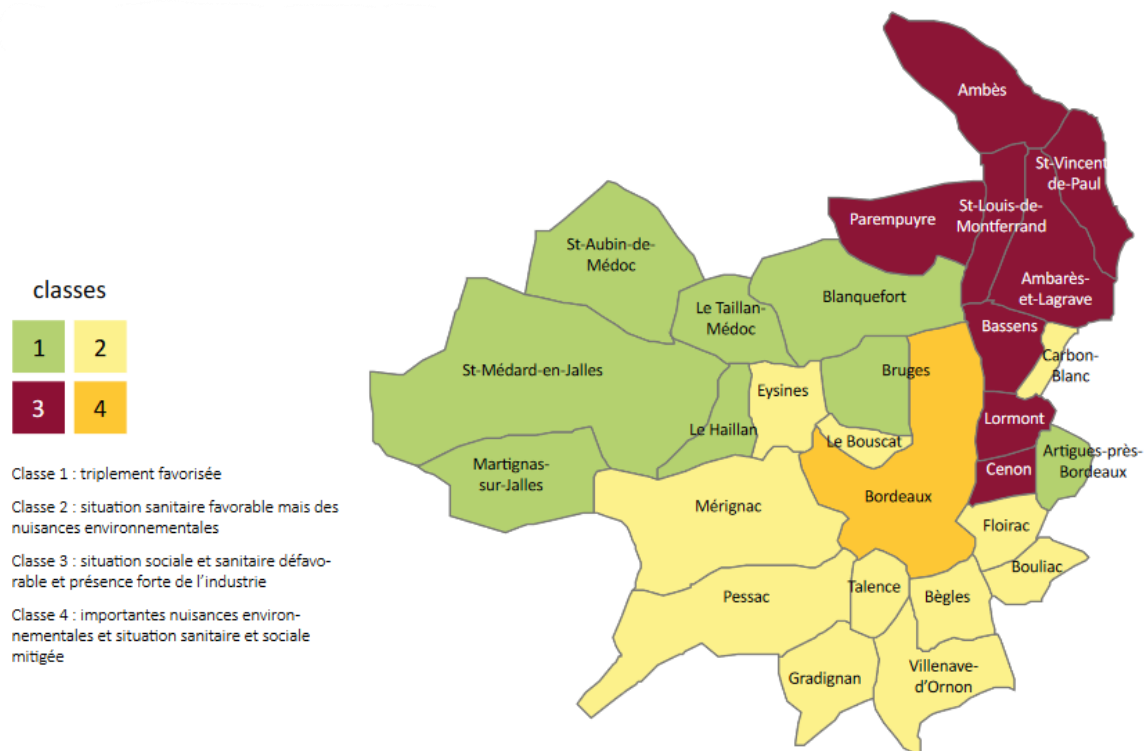 classes
1
2
3
4
Classe 1 : triplement favorisée
Classe 2 : situation sanitaire favorable mais des
nuisances environnementales
Classe 3 : situation sociale et sanitaire défavo-
rable et présence forte de l'industrie
Classe 4 : importantes nuisances environ-
nementales et situation sanitaire et sociale
mitigée
Ambès
St-Vincent
de-Paul
St-Louis-de-
Montferrand
Parempuyre
Ambarès-
et-Lagrave
St-Aubin-de-
Médoc
Le Taillan-
Médoc
Blanquefort
Bassens
Carbon-
Blanc
St-Médard-en-Jalles
Eysines
Bruges
Le Haillan
Le Bouscat
Lormont
Artigues-près-
Bordeaux
Cenon
Martignas-
sur-Jalles
Mérignac
Bordeaux
Floirac
Bouliac
Pessac
Talence
Bègles
Gradignan
Villenave-
d'Ornon